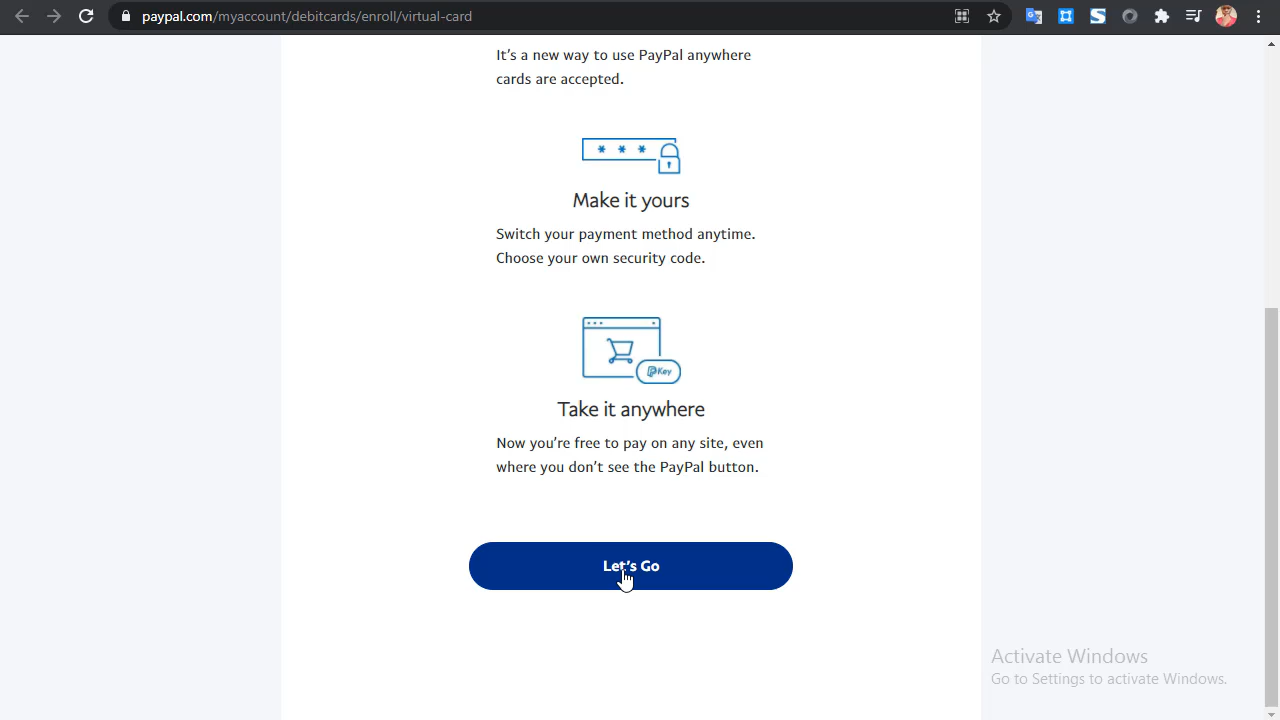 paypal.com/myaccount/debitcards/enroll/virtual-card
It's a new way to use PayPal anywhere
cards are accepted.
* * *
Make it yours
Switch your payment method anytime.
Choose your own security code.
Key
Take it anywhere
Now you're free to pay on any site, even
where you don't see the PayPal button.
Let's Go
Activate Windows
Go to Settings to activate Windows.